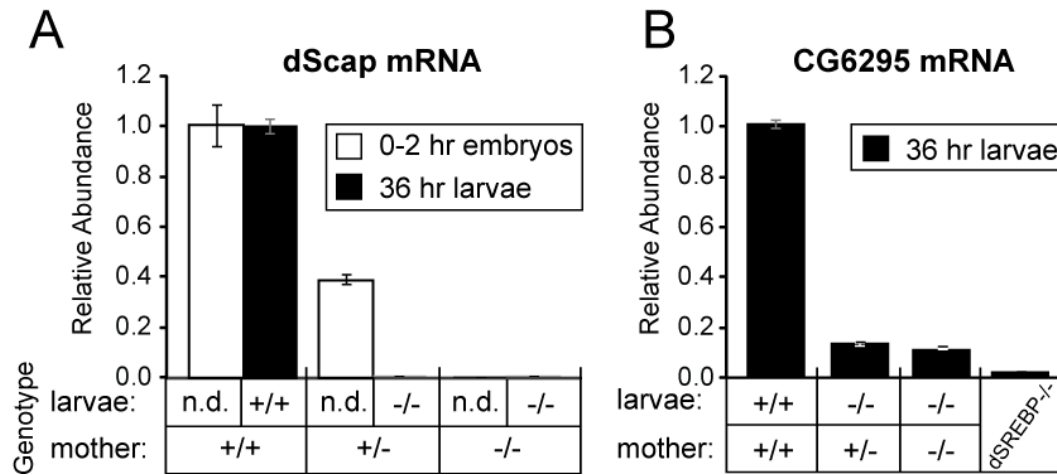 A
dScap mRNA
Relative Abundance
1.2
1.0
0.8
0.6
0.4
0.2
0.0
0-2 hr embryos
36 hr larvae
Genotype
larvae: n.d. +/+ n.d. -/- n.d. -/-
mother: +/+ +/- -/-
B
CG6295 mRNA
Relative Abundance
1.2
1.0
0.8
0.6
0.4
0.2
0.0
36 hr larvae
larvae: +/+ -/- -/-
mother: +/+ +/- -/-
dSREBP-/-